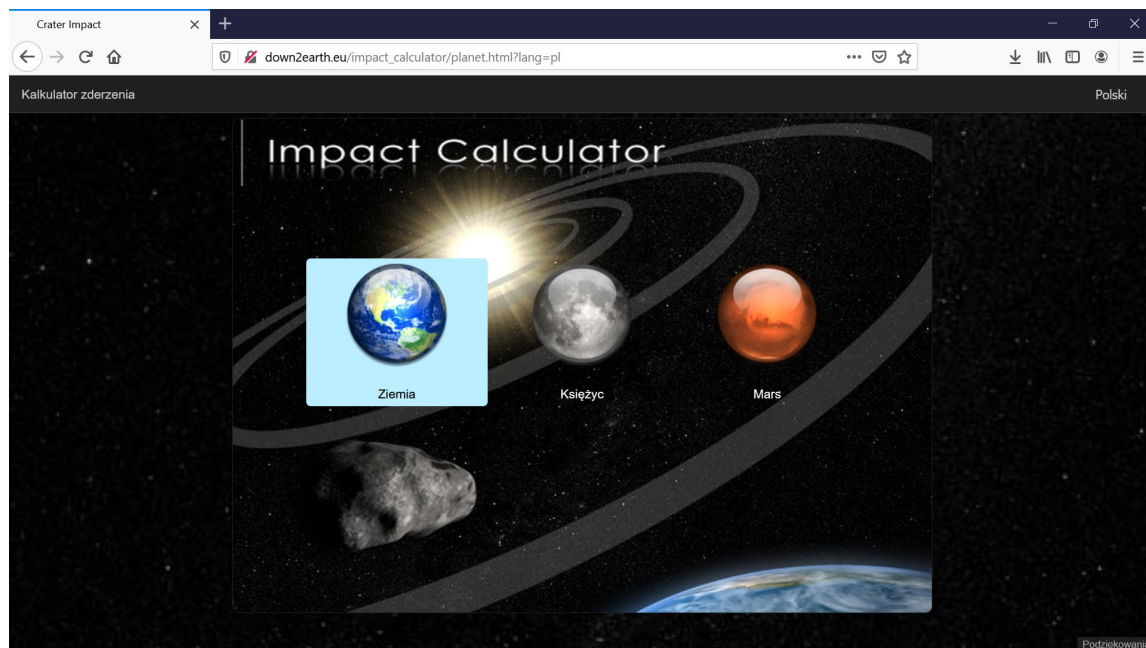 Crater Impact
down2earth.eu/impact_calculator/planet.html?lang=pl
Kalkulator zderzenia
Polski
Impact Calculator
Ziemia
Księżyc
Mars